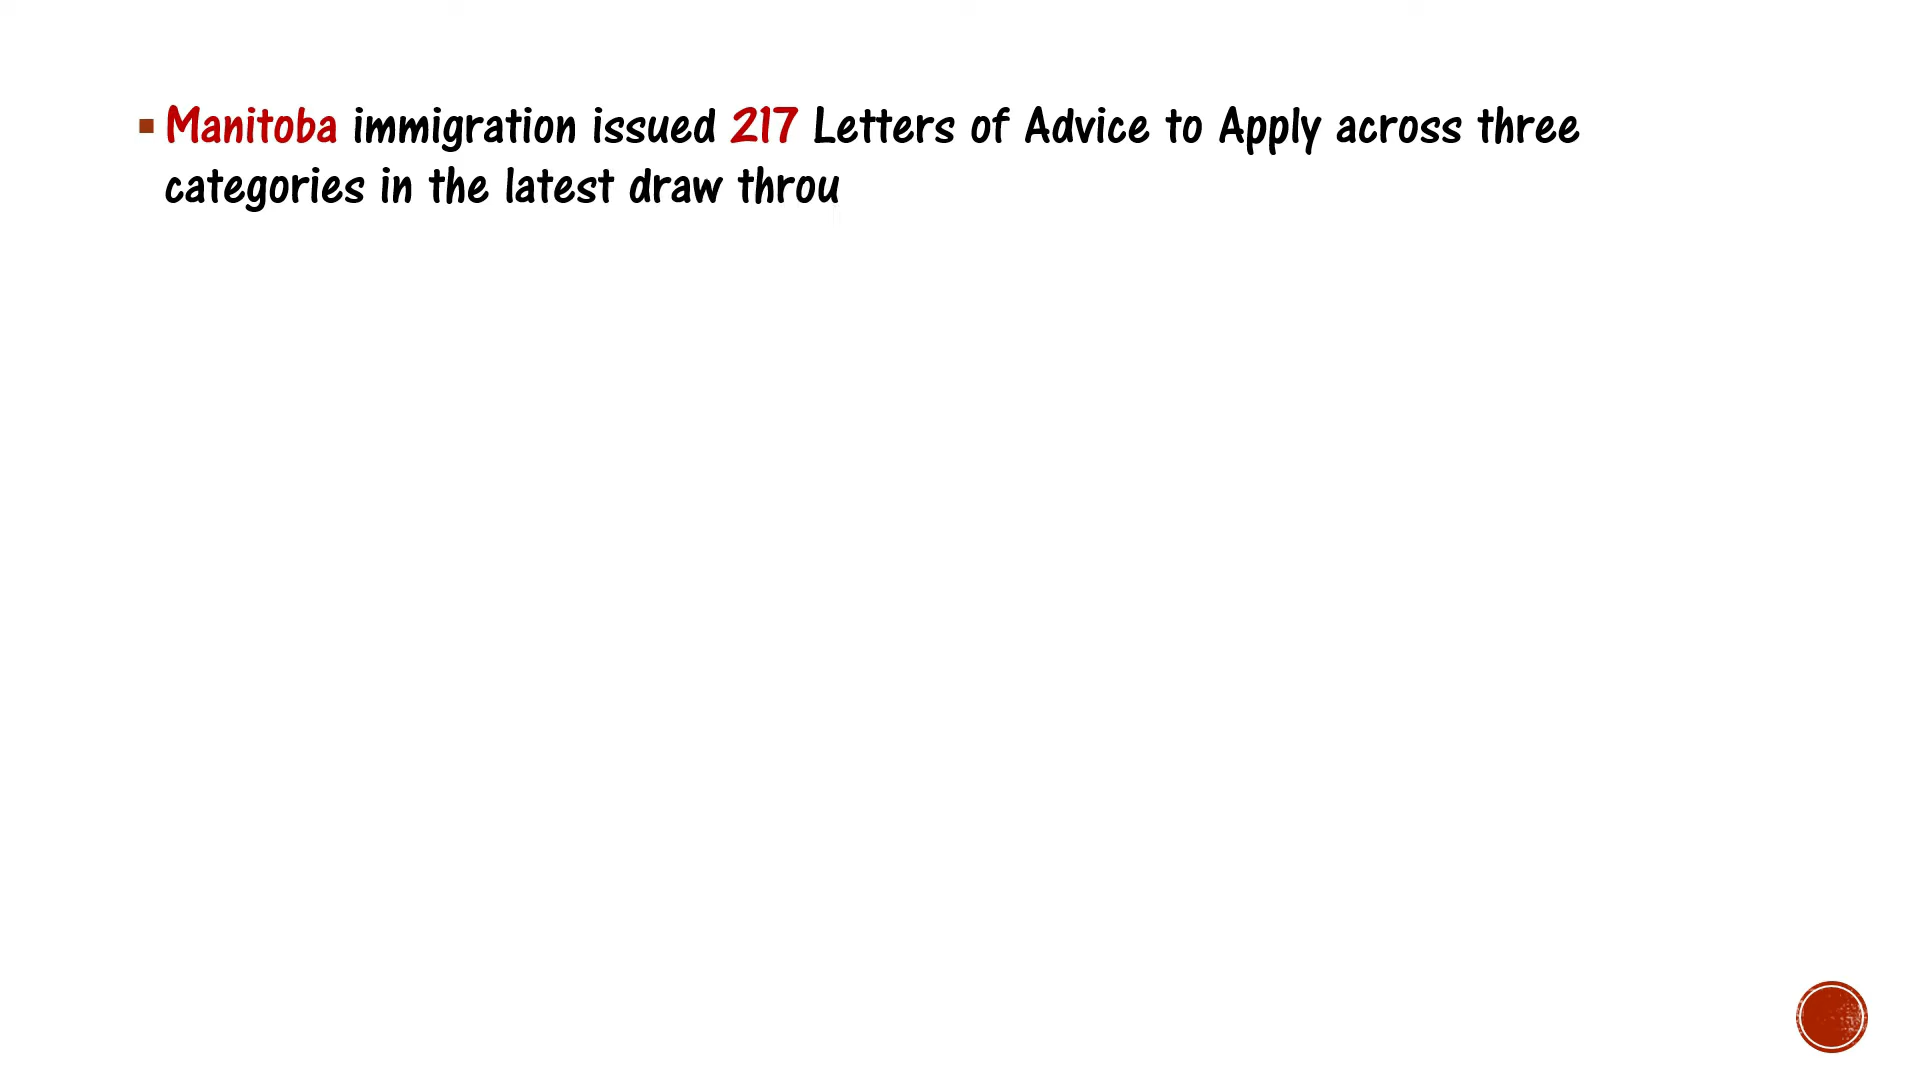 Manitoba immigration issued 217 Letters of Advice to Apply across three
categories in the latest draw throu